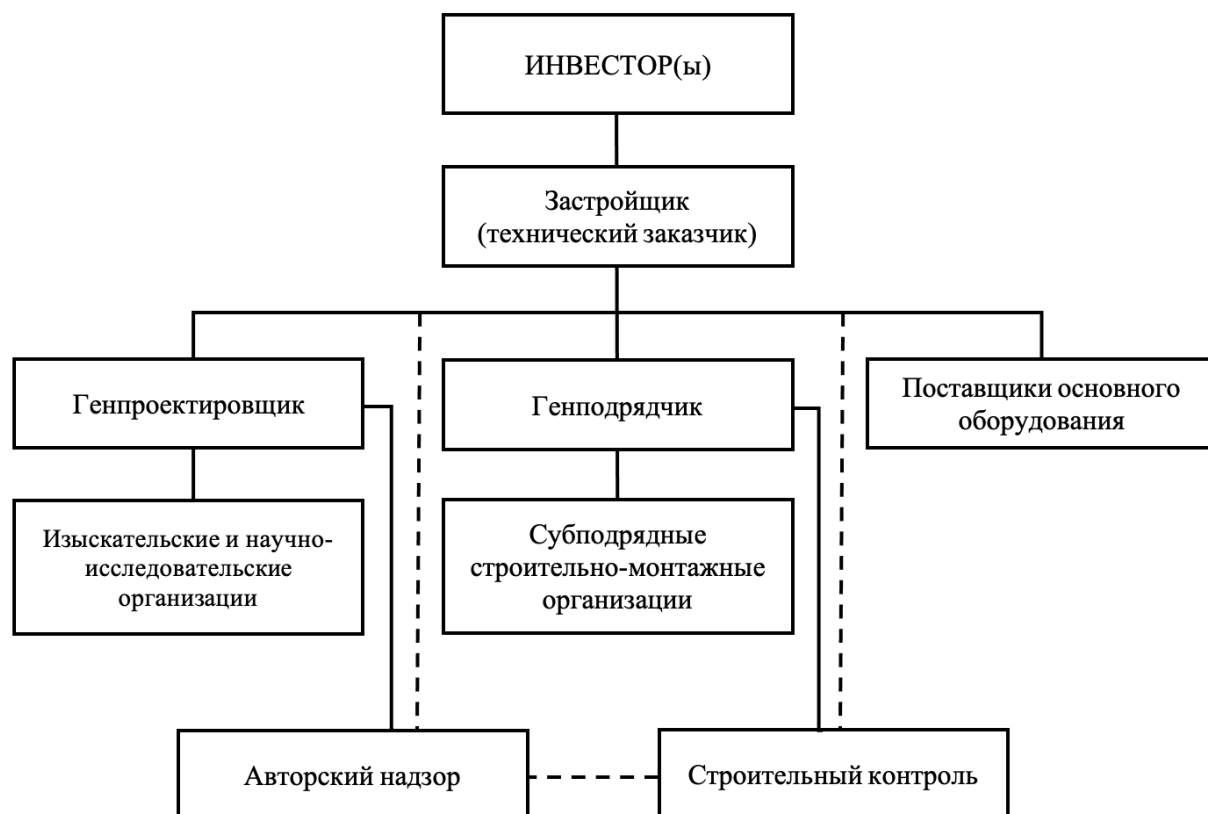 ИНВЕСТОР(ы)
Застройщик
(технический заказчик)
Генпроектировщик
Генподрядчик
Поставщики основного
оборудования
Изыскательские и научно-
исследовательские
организации
Субподрядные
строительно-монтажные
организации
Авторский надзор
Строительный контроль